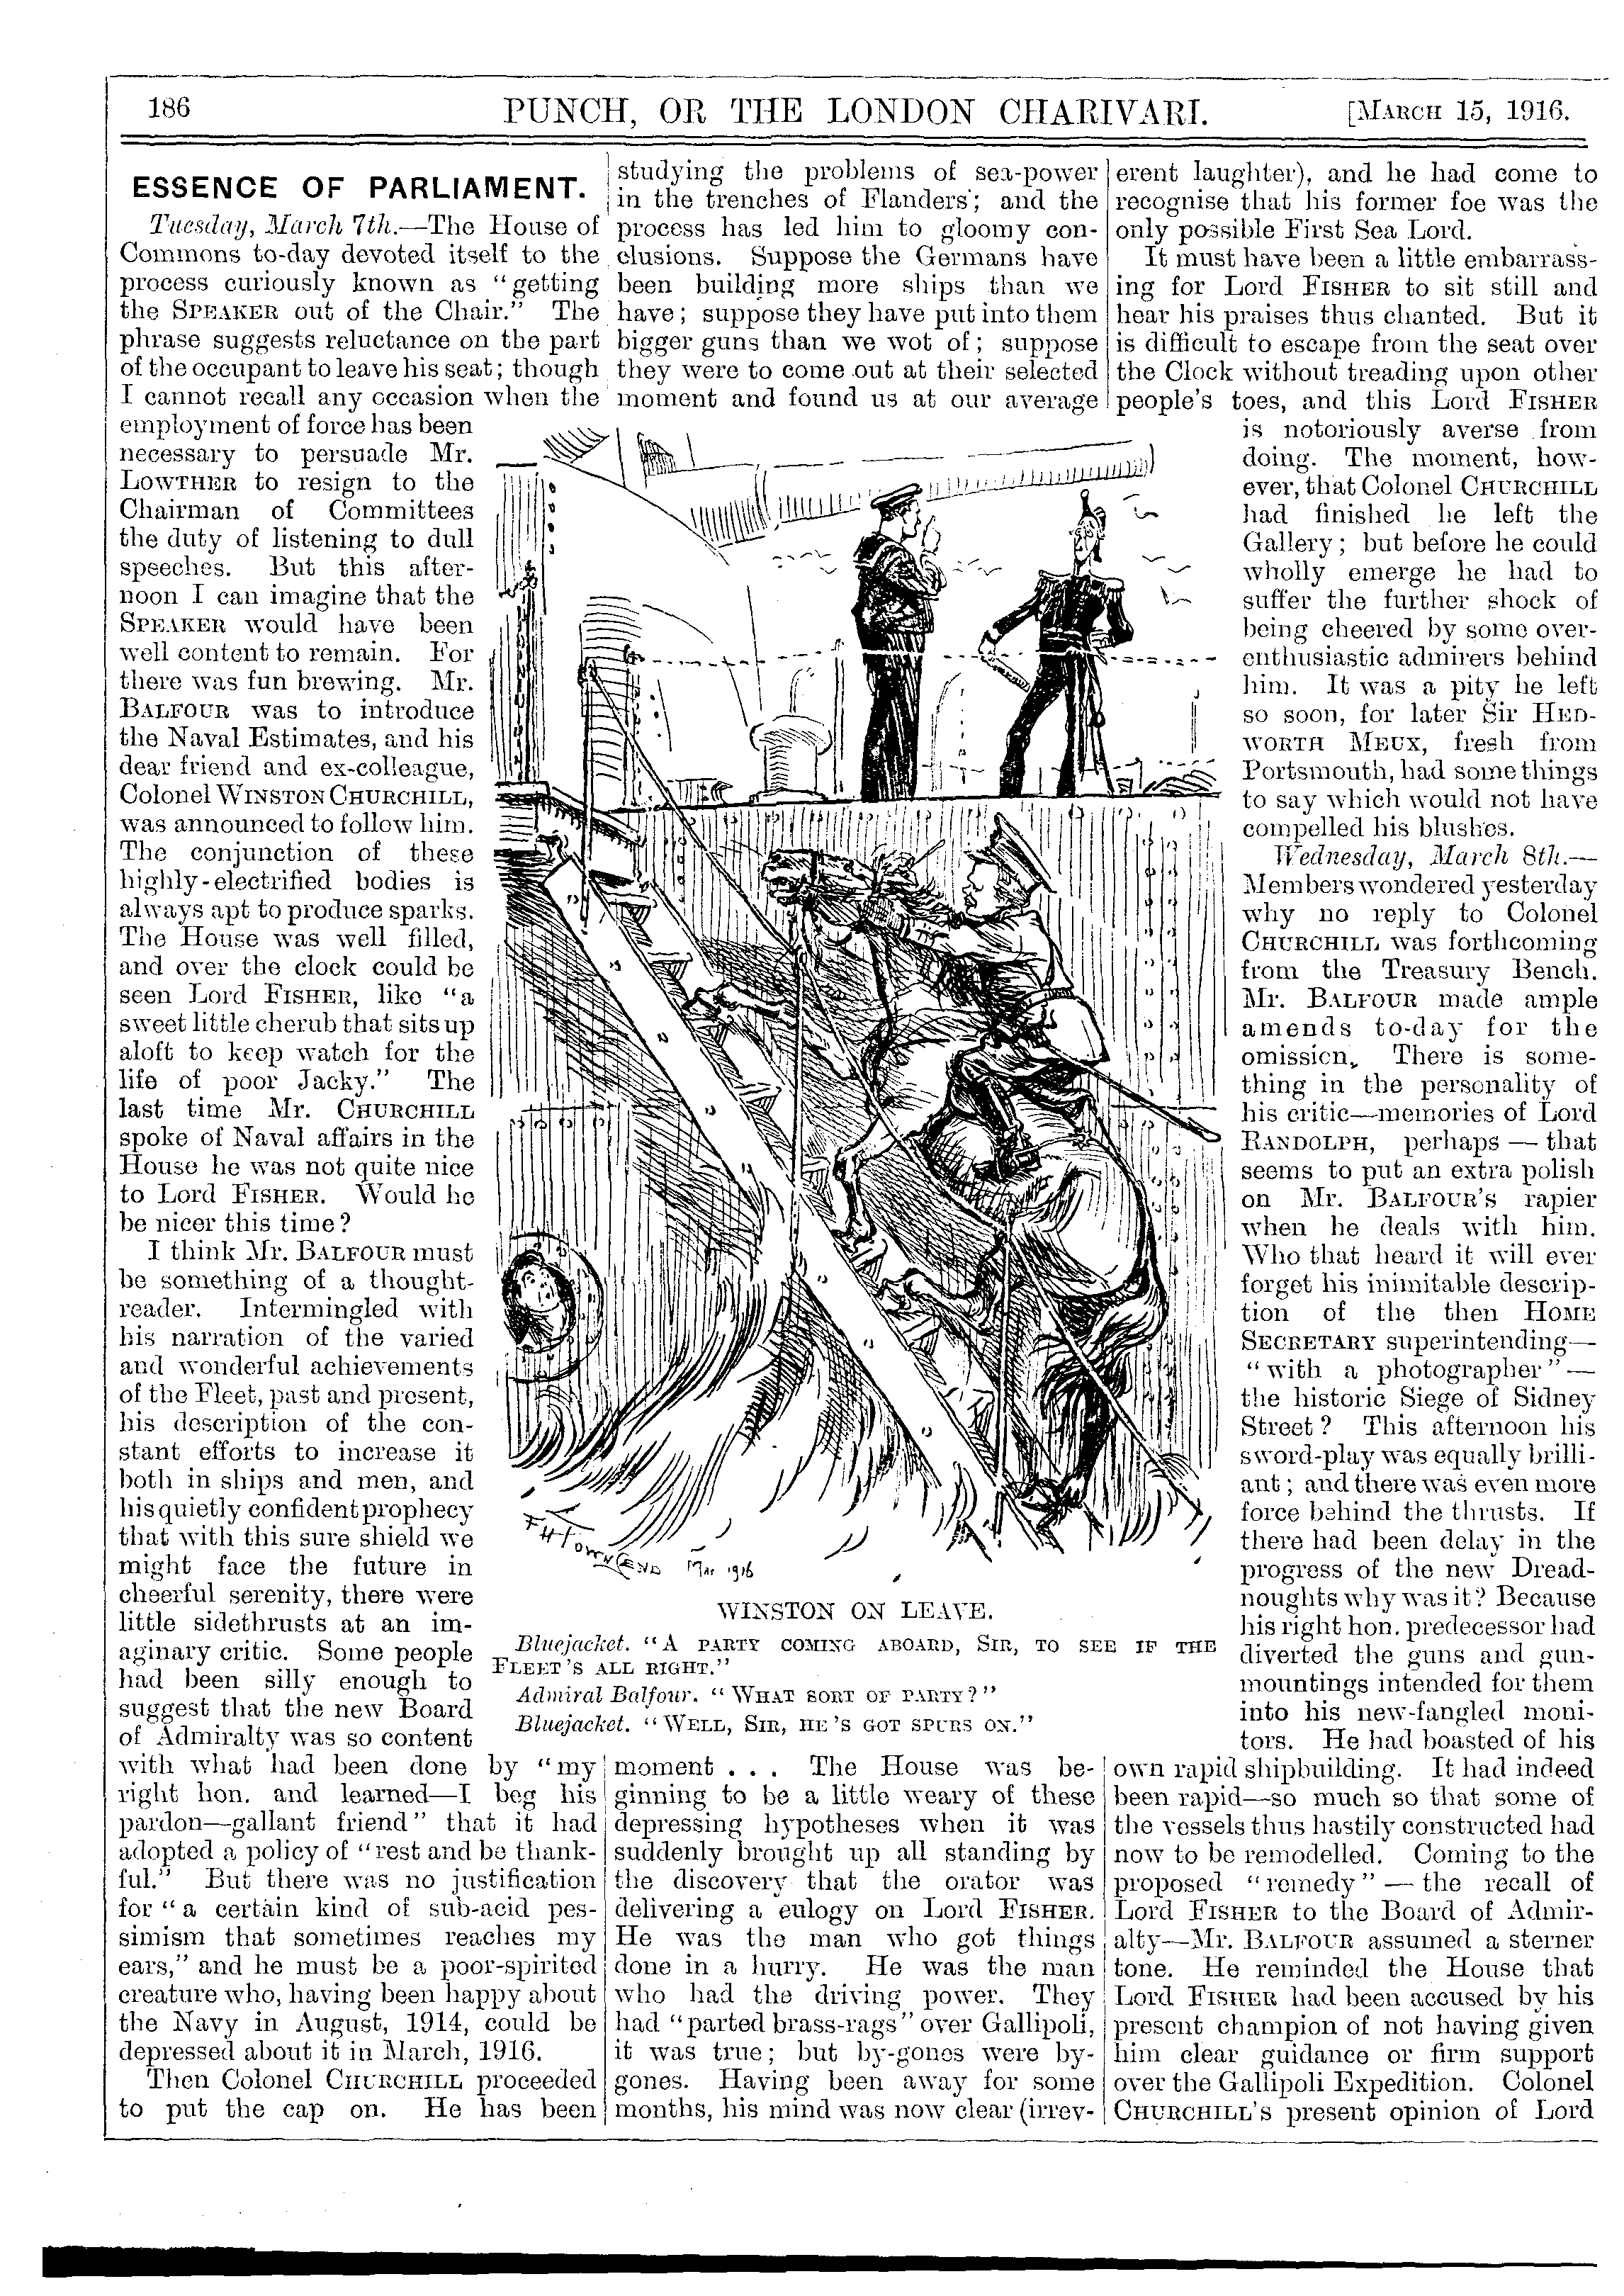 186
PUNCH, OR THE LONDON CHARIVARI.
[MARCH 15, 1916.
ESSENCE OF PARLIAMENT.
Tuesday, March 7th.—The House of
Commons to-day devoted itself to the
process curiously known as "getting
the SPEAKER out of the Chair." The
phrase suggests reluctance on the part
of the occupant to leave his seat; though
I cannot recall any occasion when the
employment of force has been
necessary to persuade Mr.
LOWTHER to resign to the
Chairman of Committees
the duty of listening to dull
speeches. But this after-
noon I can imagine that the
SPEAKER would have been
well content to remain. For
there was fun brewing. Mr.
BALFOUR was to introduce
the Naval Estimates, and his
dear friend and ex-colleague,
Colonel WINSTON CHURCHILL,
was announced to follow him.
The conjunction of these
highly-electrified bodies is
always apt to produce sparks.
The House was well filled,
and over the clock could be
seen Lord FISHER, like "a
sweet little cherub that sits up
aloft to keep watch for the
life of poor Jacky." The
last time Mr. CHURCHILL
spoke of Naval affairs in the
House he was not quite nice
to Lord FISHER. Would he
be nicer this time?
I think Mr. BALFOUR must
be something of a thought-
reader. Intermingled with
his narration of the varied
and wonderful achievements
of the Fleet, past and present,
his description of the con-
stant efforts to increase it
both in ships and men, and
his quietly confident prophecy
that with this sure shield we
might face the future in
cheerful serenity, there were
little sidethrusts at an im-
aginary critic. Some people
had been silly enough to
suggest that the new Board
of Admiralty was so content
with what had been done by "my
right hon. and learned—I beg his
pardon—gallant friend" that it had
adopted a policy of "rest and be thank-
ful." But there was no justification
for "a certain kind of sub-acid pes-
simism that sometimes reaches my
ears," and he must be a poor-spirited
creature who, having been happy about
the Navy in August, 1914, could be
depressed about it in March, 1916.
Then Colonel CHURCHILL proceeded
to put the cap on. He has been
studying the problems of sea-power
in the trenches of Flanders; and the
process has led him to gloomy con-
clusions. Suppose the Germans have
been building more ships than we
have; suppose they have put into them
bigger guns than we wot of; suppose
they were to come out at their selected
moment and found us at our average
F H Townsend Mar 1916
WINSTON ON LEAVE.
Bluejacket. "A PARTY COMING ABOARD, SIR, TO SEE IF THE
FLEET'S ALL RIGHT."
Admiral Balfour. "WHAT SORT OF PARTY?"
Bluejacket. "WELL, SIR, HE'S GOT SPURS ON."
moment . . . The House was be-
ginning to be a little weary of these
depressing hypotheses when it was
suddenly brought up all standing by
the discovery that the orator was
delivering a eulogy on Lord FISHER.
He was the man who got things
done in a hurry. He was the man
who had the driving power. They
had "parted brass-rags" over Gallipoli,
it was true; but by-gones were by-
gones. Having been away for some
months, his mind was now clear (irrev-
erent laughter), and he had come to
recognise that his former foe was the
only possible First Sea Lord.
It must have been a little embarrass-
ing for Lord FISHER to sit still and
hear his praises thus chanted. But it
is difficult to escape from the seat over
the Clock without treading upon other
people's toes, and this Lord FISHER
is notoriously averse from
doing. The moment, how-
ever, that Colonel CHURCHILL
had finished he left the
Gallery; but before he could
wholly emerge he had to
suffer the further shock of
being cheered by some over-
enthusiastic admirers behind
him. It was a pity he left
so soon, for later Sir HED-
WORTH MEUX, fresh from
Portsmouth, had some things
to say which would not have
compelled his blushes.
Wednesday, March 8th.—
Members wondered yesterday
why no reply to Colonel
CHURCHILL was forthcoming
from the Treasury Bench.
Mr. BALFOUR made ample
amends to-day for the
omission. There is some-
thing in the personality of
his critic—memories of Lord
RANDOLPH, perhaps — that
seems to put an extra polish
on Mr. BALFOUR'S rapier
when he deals with him.
Who that heard it will ever
forget his inimitable descrip-
tion of the then HOME
SECRETARY superintending—
"with a photographer"—
the historic Siege of Sidney
Street? This afternoon his
sword-play was equally brilli-
ant; and there was even more
force behind the thrusts. If
there had been delay in the
progress of the new Dread-
noughts why was it? Because
his right hon. predecessor had
diverted the guns and gun-
mountings intended for them
into his new-fangled moni-
tors. He had boasted of his
own rapid shipbuilding. It had indeed
been rapid—so much so that some of
the vessels thus hastily constructed had
now to be remodelled. Coming to the
proposed "remedy" — the recall of
Lord FISHER to the Board of Admir-
alty—Mr. BALFOUR assumed a sterner
tone. He reminded the House that
Lord FISHER had been accused by his
present champion of not having given
him clear guidance or firm support
over the Gallipoli Expedition. Colonel
CHURCHILL'S present opinion of Lord